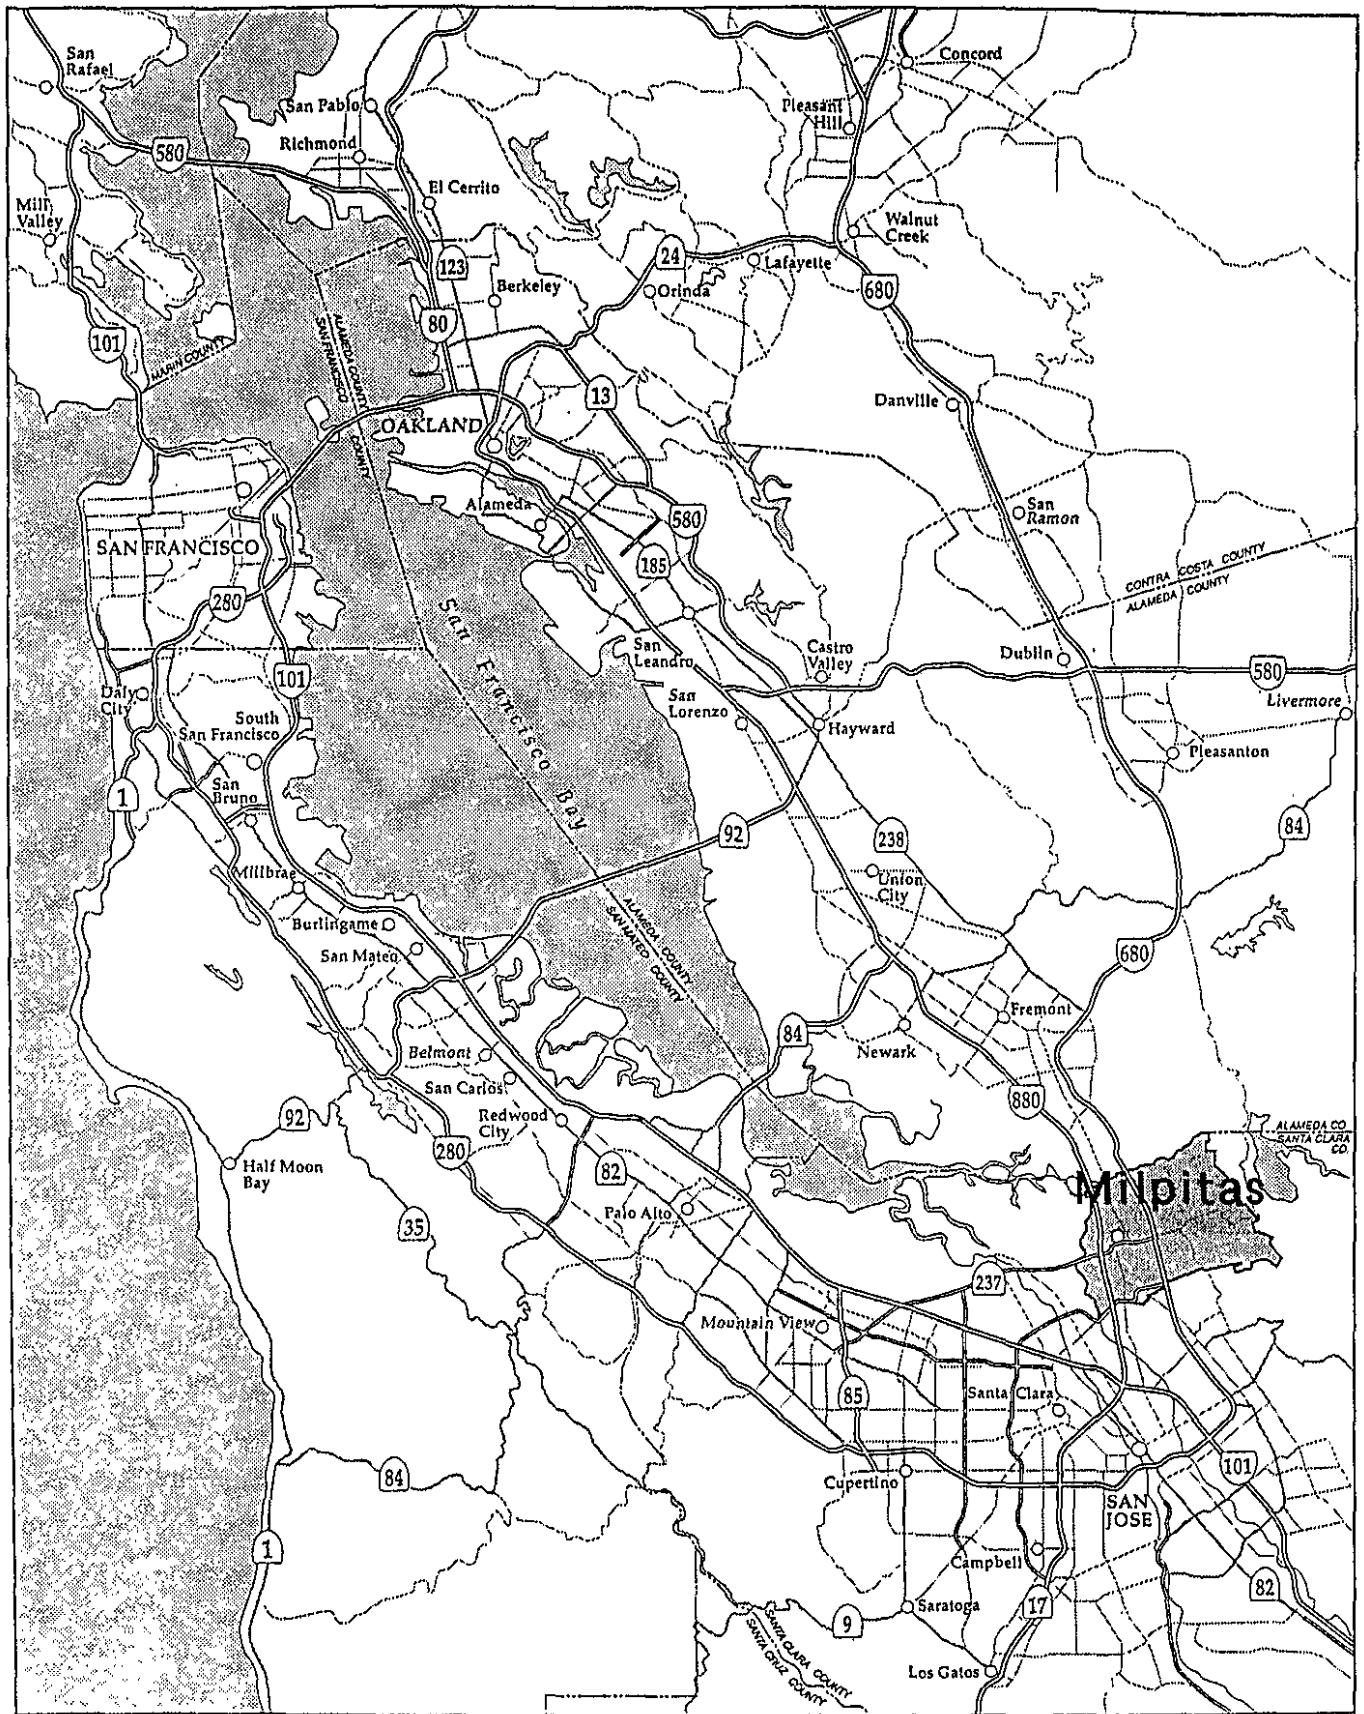 San
Rafael
San Pablo
Richmond
Concord
Pleasant
Hill
580
El Cerrito
Mill
Valley
Walnut
Creek
123
24
Lafayette
Berkeley
Orinda
680
80
101
ALAMEDA COUNTY
SAN FRANCISCO
COUNTY
MARIN COUNTY
13
Danville
OAKLAND
Alameda
580
San
Ramon
SAN FRANCISCO
185
CONTRA COSTA COUNTY
ALAMEDA COUNTY
280
San Francisco Bay
San
Leandro
Castro
Valley
Dublin
580
101
Daly
City
San
Lorenzo
Livermore
South
San Francisco
Hayward
Pleasanton
1
San
Bruno
92
238
84
Millbrae
Union
City
Burlingame
ALAMEDA COUNTY
SAN MATEO COUNTY
San Mateo
680
Fremont
84
Newark
Belmont
San Carlos
880
92
Redwood
City
ALAMEDA CO.
SANTA CLARA
CO.
280
Half Moon
Bay
82
Milpitas
Palo Alto
35
237
Mountain View
85
Santa Clara
84
Cupertino
101
SAN
JOSE
1
Campbell
82
17
Saratoga
9
SANTA CLARA COUNTY
SANTA CRUZ COUNTY
Los Gatos